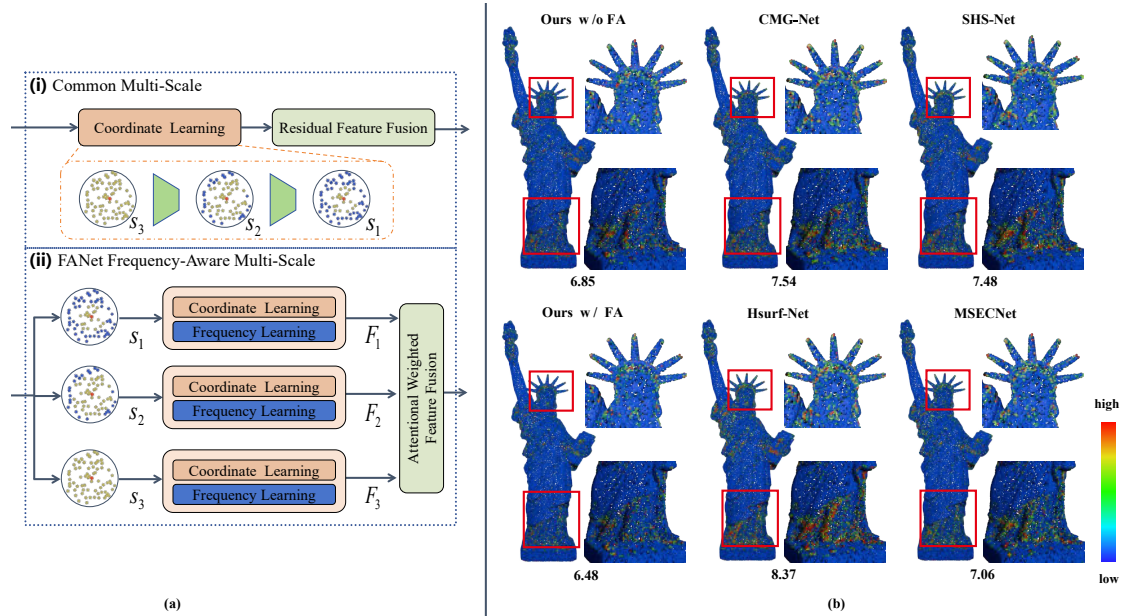 (i) Common Multi-Scale
Coordinate Learning
Residual Feature Fusion
s3
s2
s1
(ii) FANet Frequency-Aware Multi-Scale
Coordinate Learning
Frequency Learning
s1
F1
Coordinate Learning
Frequency Learning
s2
F2
Coordinate Learning
Frequency Learning
s3
F3
Attentional Weighted
Feature Fusion
(a)
Ours w/o FA
CMG-Net
SHS-Net
6.85
7.54
7.48
Ours w/ FA
Hsurf-Net
MSECNet
6.48
8.37
7.06
high
low
(b)